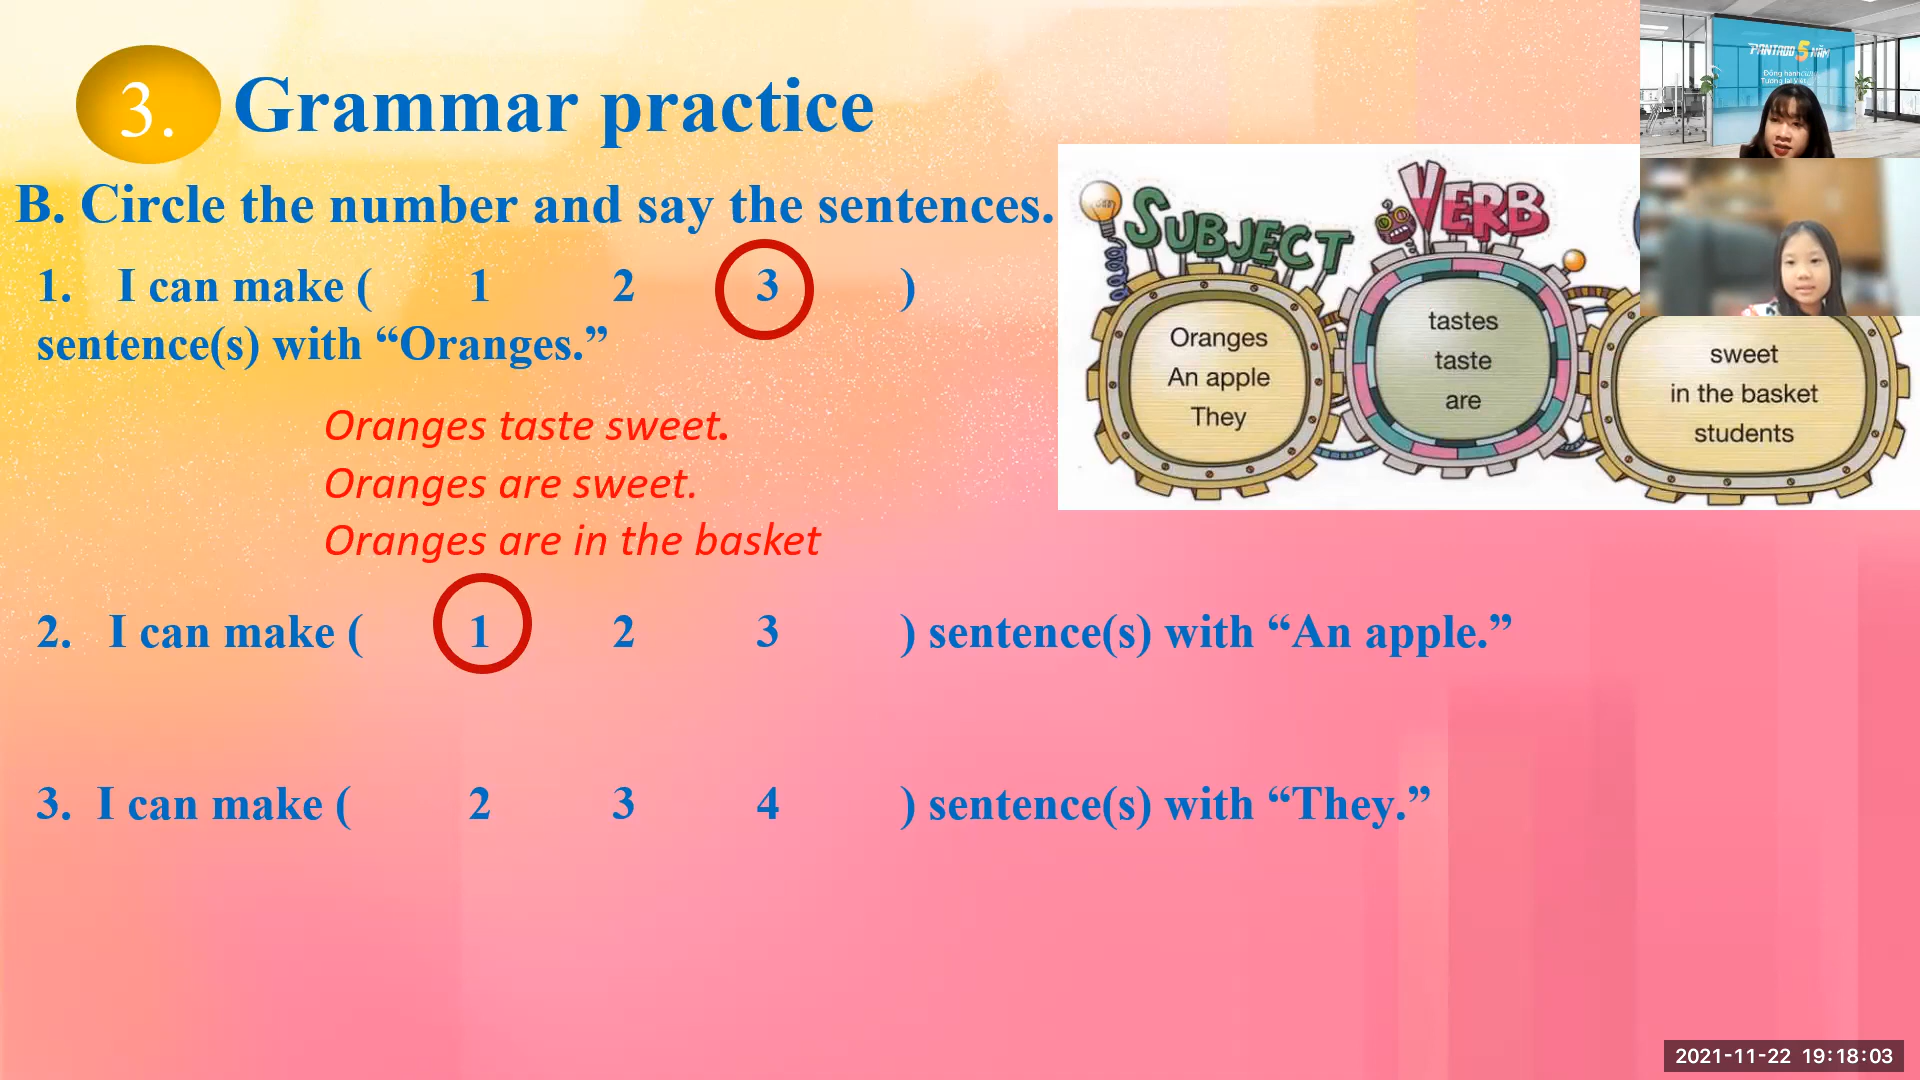 3. Grammar practice
B. Circle the number and say the sentences.
1. I can make ( 1 2 3 )
sentence(s) with “Oranges.”
Oranges taste sweet.
Oranges are sweet.
Oranges are in the basket
2. I can make ( 1 2 3 ) sentence(s) with “An apple.”
3. I can make ( 2 3 4 ) sentence(s) with “They.”
SUBJECT
Oranges
An apple
They
VERB
tastes
taste
are
sweet
in the basket
students
PANTADO 5 NĂM
2021-11-22 19:18:03